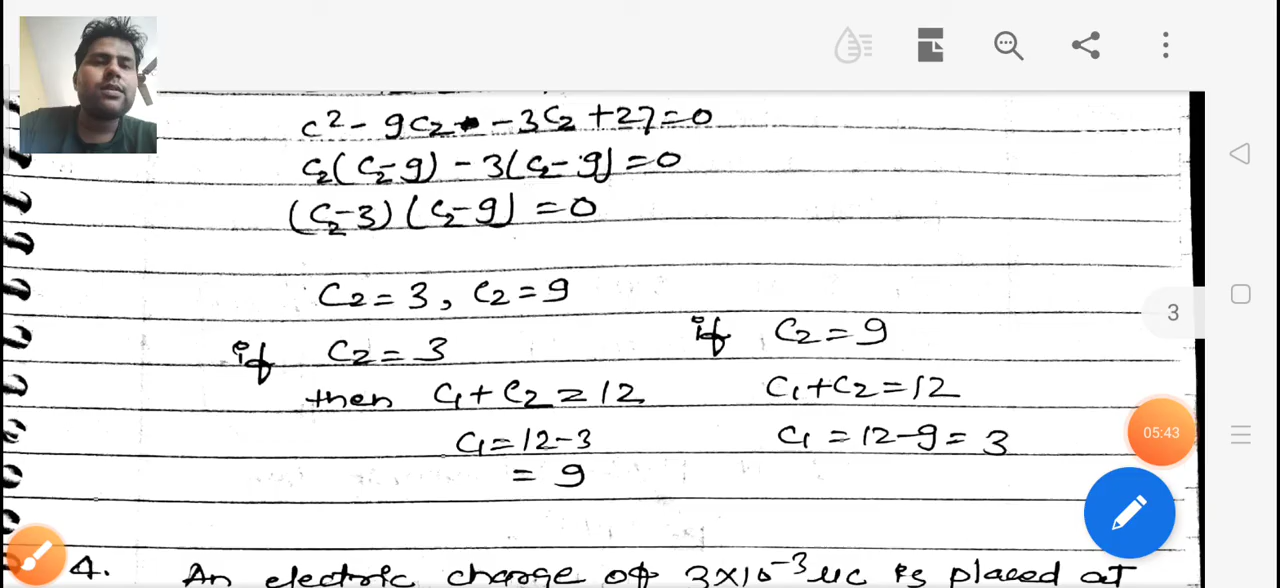 c² - 9C₂ - 3C₂ + 27 = 0
C₂(C₂-9) - 3(C₂-9) = 0
(C₂-3)(C₂-9) = 0
C₂ = 3, C₂ = 9
if C₂ = 3
then C₁ + C₂ = 12
C₁ = 12-3
= 9
if C₂ = 9
C₁ + C₂ = 12
C₁ = 12-9 = 3
3
05:43
4. An electric charge of 3×10⁻³ μc is placed at